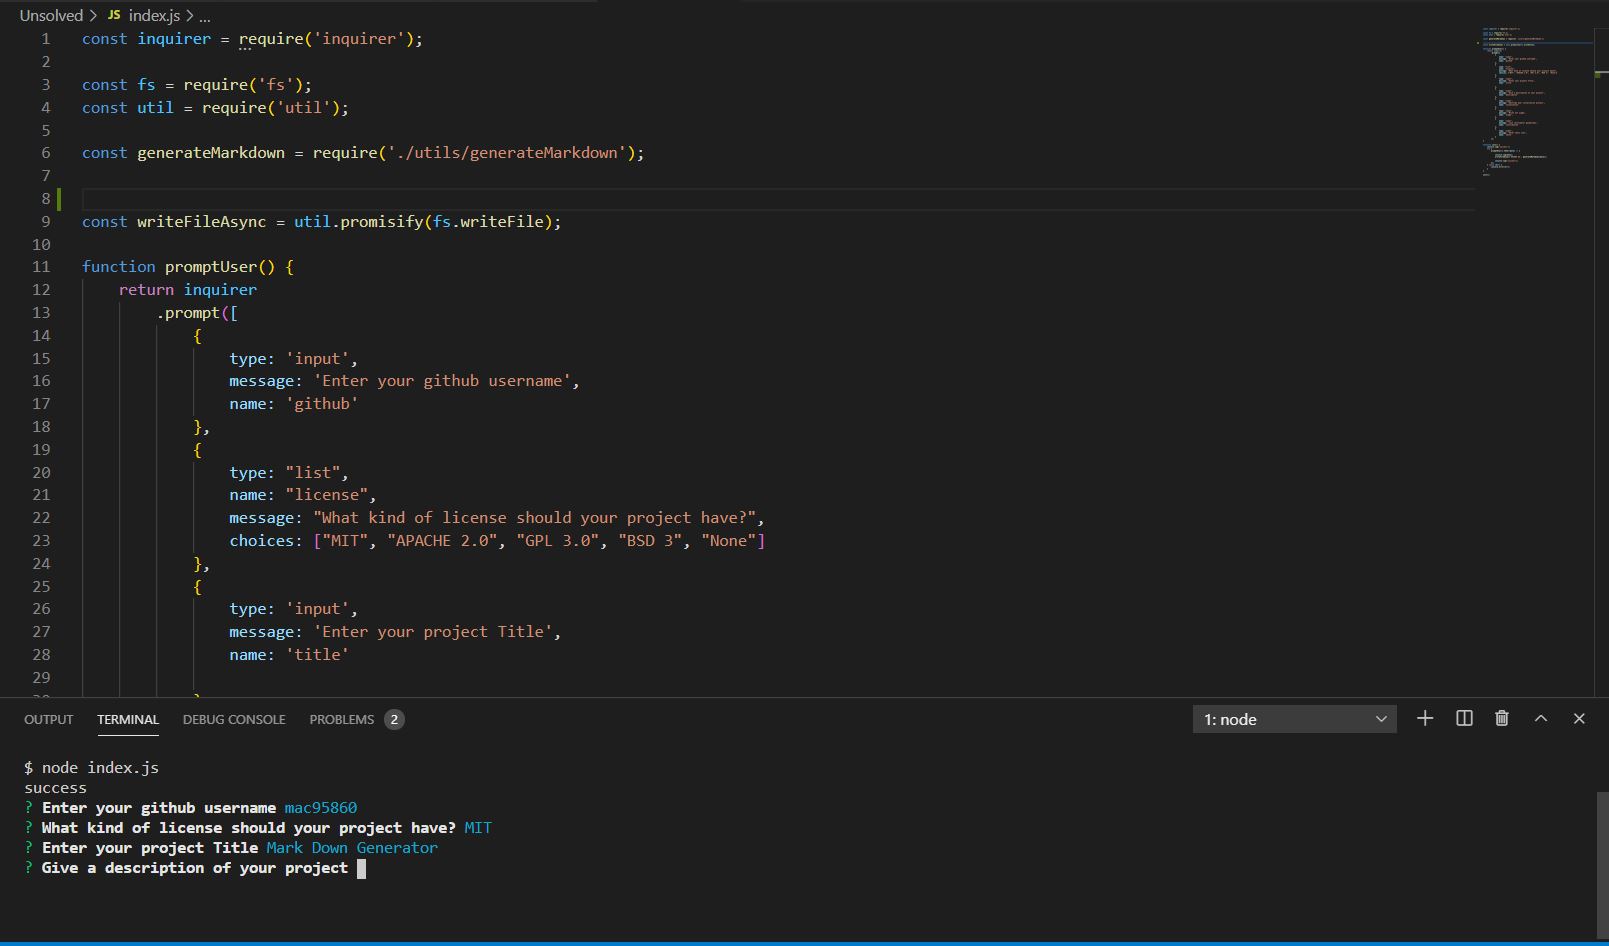 Unsolved > JS index.js > ...
1 const inquirer = require('inquirer');
2
3 const fs = require('fs');
4 const util = require('util');
5
6 const generateMarkdown = require('./utils/generateMarkdown');
7
8
9 const writeFileAsync = util.promisify(fs.writeFile);
10
11 function promptUser() {
12 return inquirer
13 .prompt([
14 {
15 type: 'input',
16 message: 'Enter your github username',
17 name: 'github'
18 },
19 {
20 type: "list",
21 name: "license",
22 message: "What kind of license should your project have?",
23 choices: ["MIT", "APACHE 2.0", "GPL 3.0", "BSD 3", "None"]
24 },
25 {
26 type: 'input',
27 message: 'Enter your project Title',
28 name: 'title'
29
OUTPUT TERMINAL DEBUG CONSOLE PROBLEMS 2 1: node
$ node index.js
success
? Enter your github username mac95860
? What kind of license should your project have? MIT
? Enter your project Title Mark Down Generator
? Give a description of your project